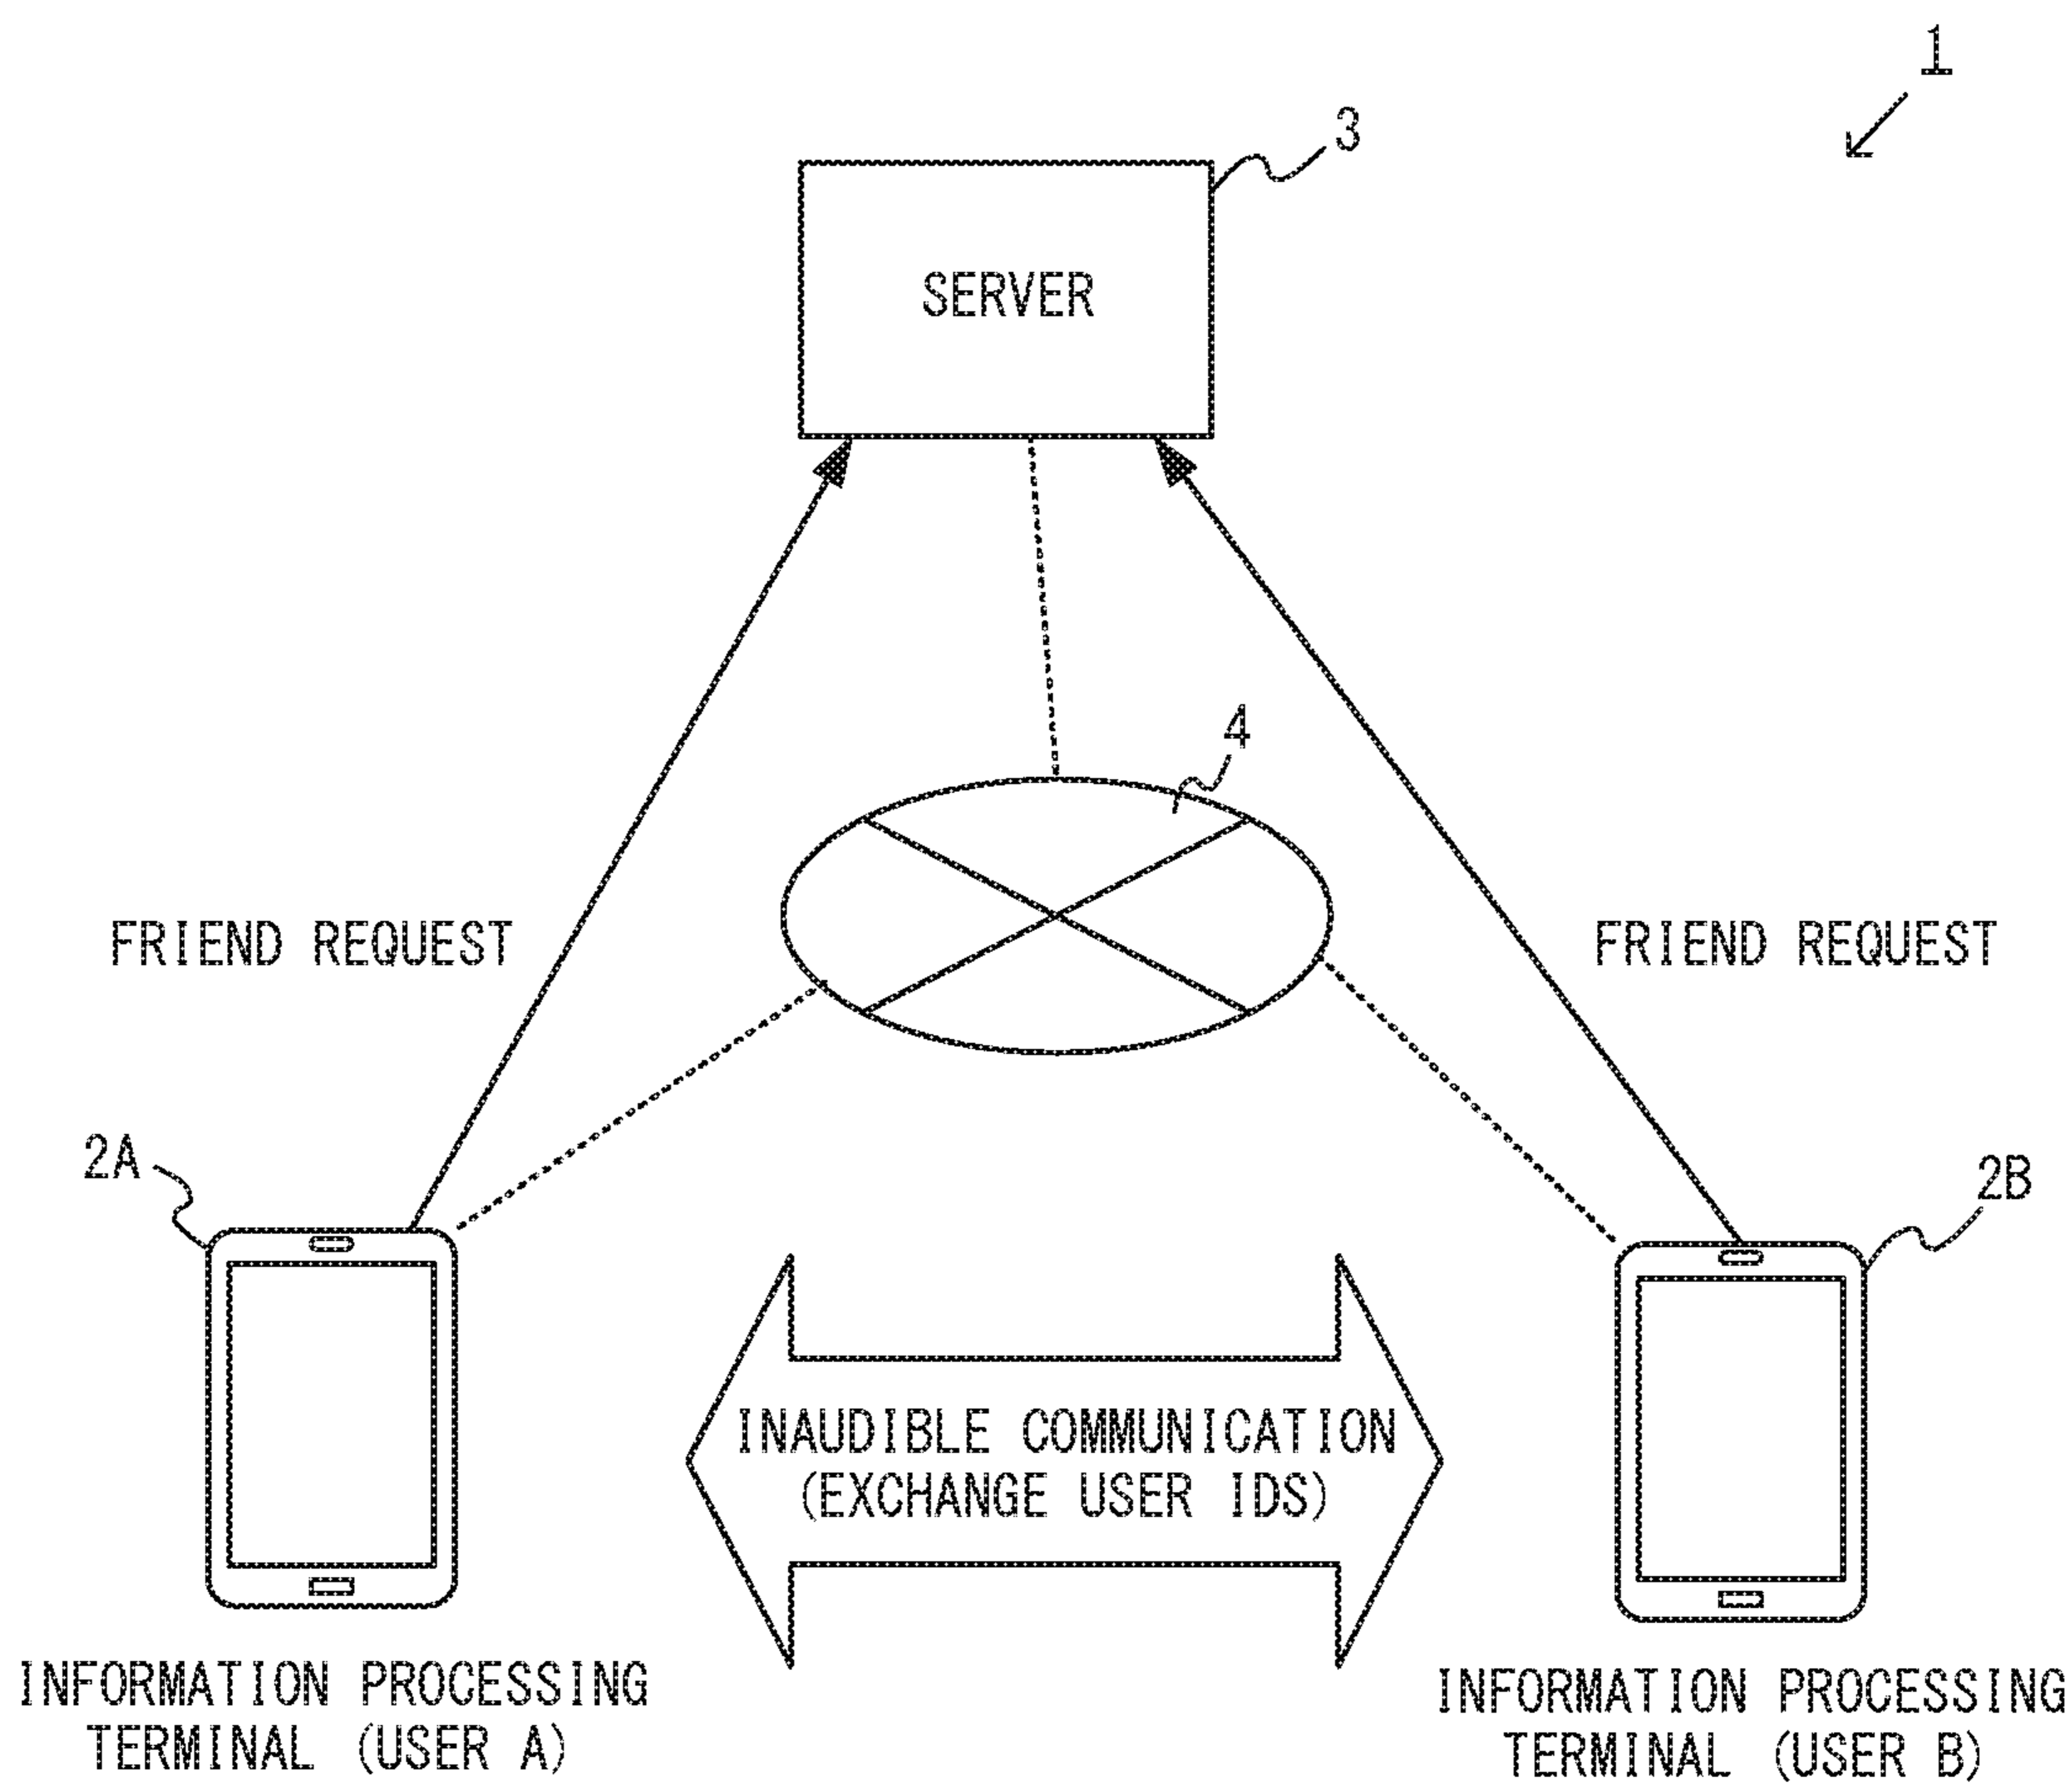 1
3
SERVER
4
FRIEND REQUEST
FRIEND REQUEST
2A
2B
INAUDIBLE COMMUNICATION
(EXCHANGE USER IDS)
INFORMATION PROCESSING
TERMINAL (USER A)
INFORMATION PROCESSING
TERMINAL (USER B)